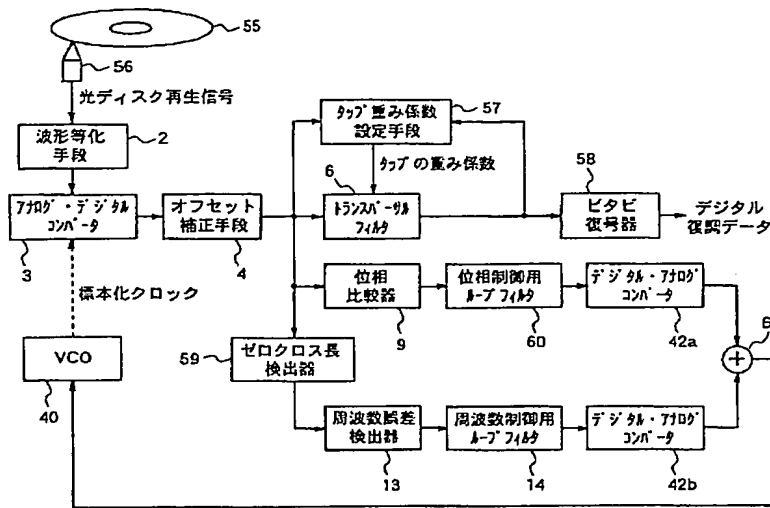 55
56
光ディスク再生信号
波形等化
手段
2
アナログ・デジタル
コンバータ
3
オフセット
補正手段
4
タップ重み係数
設定手段
57
タップの重み係数
6
トランスバーサル
フィルタ
58
ビタビ
復号器
デジタル
復調データ
標本化クロック
位相
比較器
9
位相制御用
ループフィルタ
60
デジタル・アナログ
コンバータ
42a
VCO
40
59
ゼロクロス長
検出器
6
周波数誤差
検出器
13
周波数制御用
ループフィルタ
14
デジタル・アナログ
コンバータ
42b